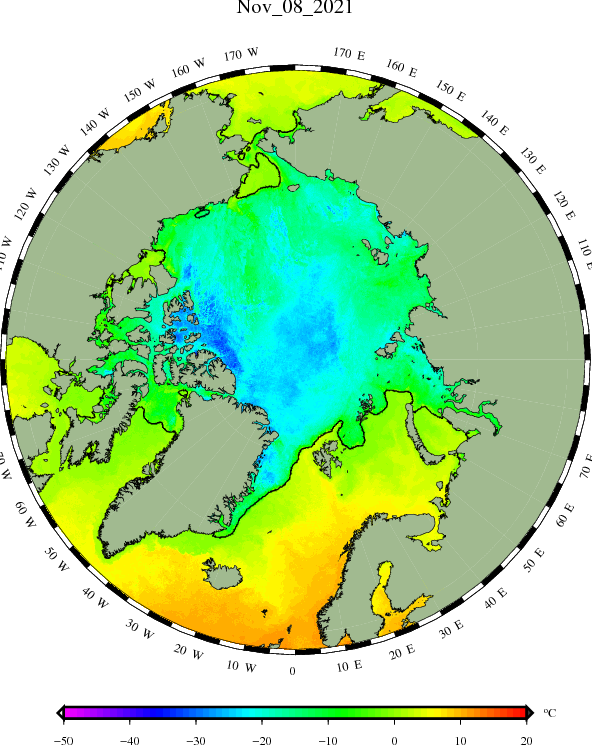 Nov_08_2021
170 W
170 E
160 W
160 E
150 W
150 E
140 W
140 E
130 W
130 E
120 W
120 E
110 E
W
W
70 E
60 W
60 E
50 W
50 E
40 W
40 E
30 W
30 E
20 W
20 E
10 W
10 E
0
°C
−50 −40 −30 −20 −10 0 10 20